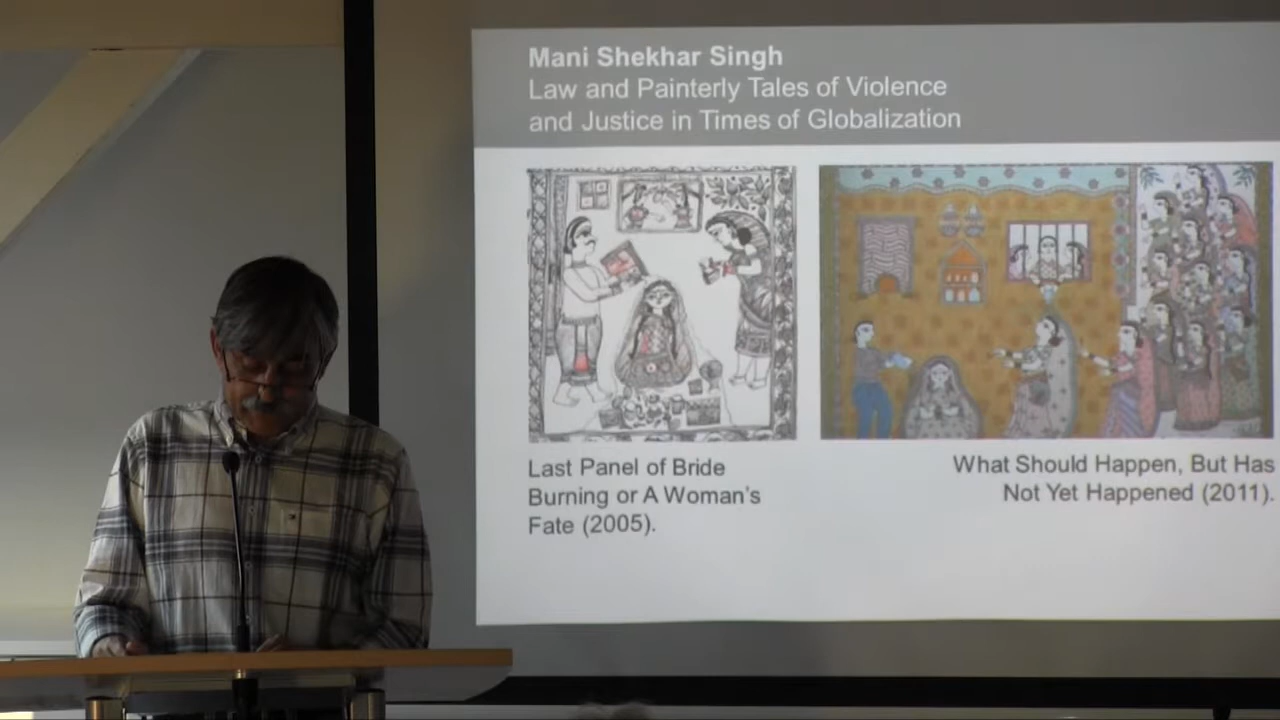 Mani Shekhar Singh
Law and Painterly Tales of Violence
and Justice in Times of Globalization
Last Panel of Bride
Burning or A Woman's
Fate (2005).
What Should Happen, But Has
Not Yet Happened (2011).